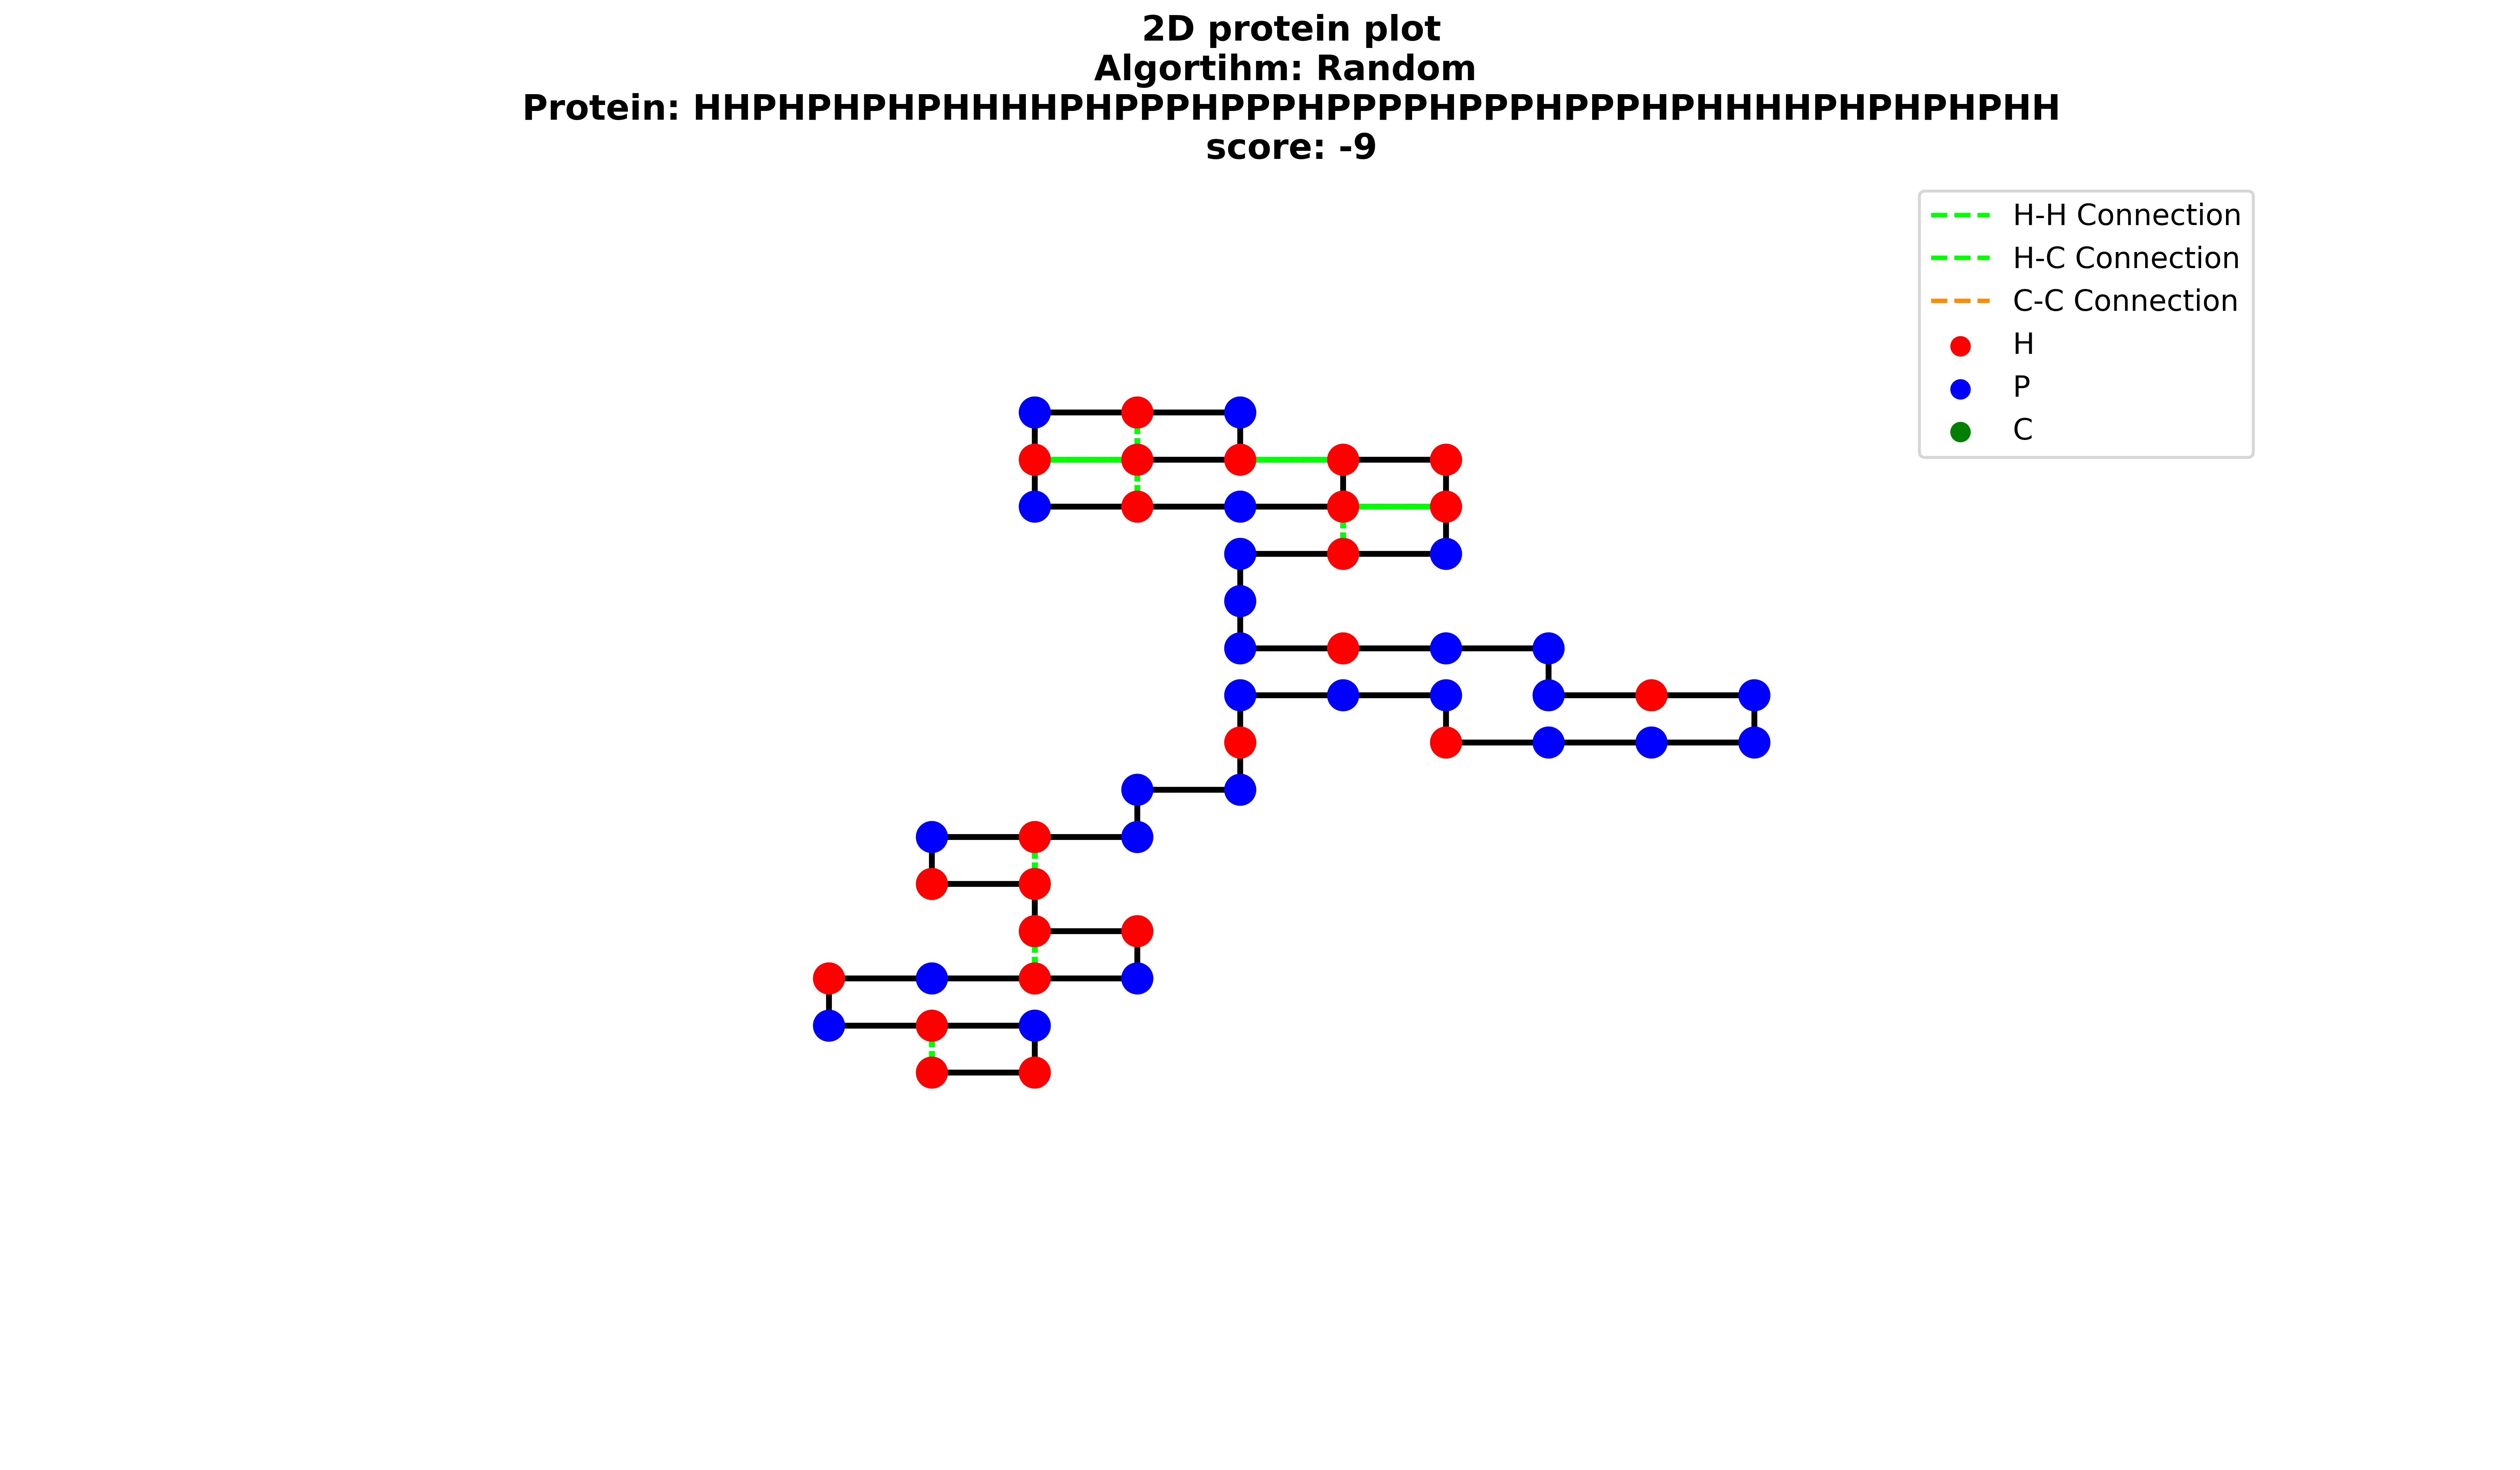 2D protein plot
Algortihm: Random
Protein: HHPHPHPHPHHHHPHPPPHPPPHPPPPHPPPHPPPHPHHHHPHPHPHPHH
score: -9
H-H Connection
H-C Connection
C-C Connection
H
P
C